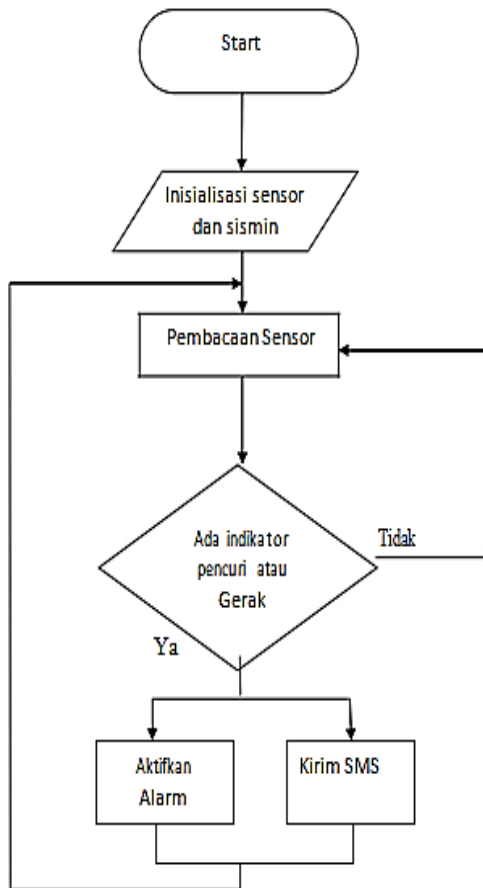 Start
Inisialisasi sensor
dan sismin
Pembacaan Sensor
Ada indikator
pencuri atau
Gerak
Tidak
Ya
Aktifkan
Alarm
Kirim SMS